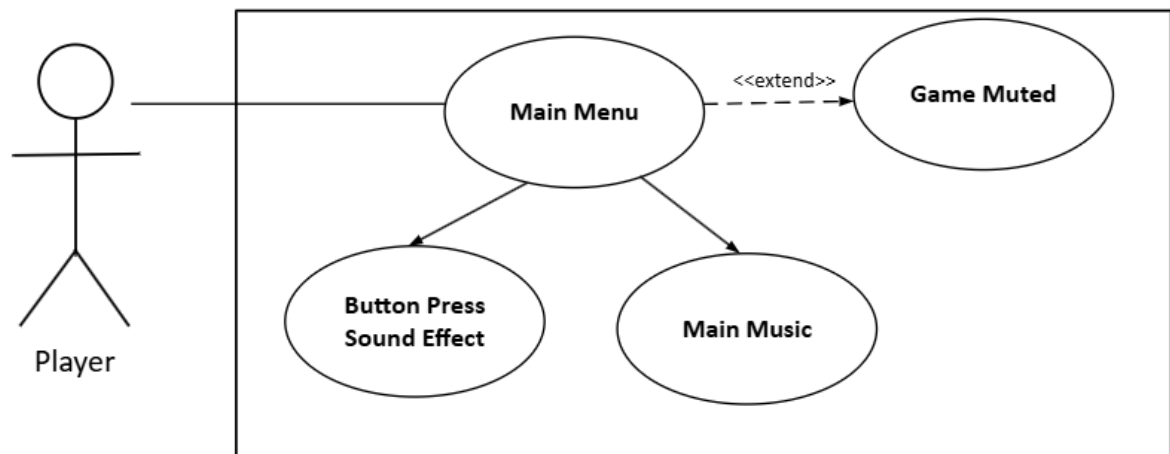 <<extend>>
Game Muted
Main Menu
Button Press
Sound Effect
Main Music
Player